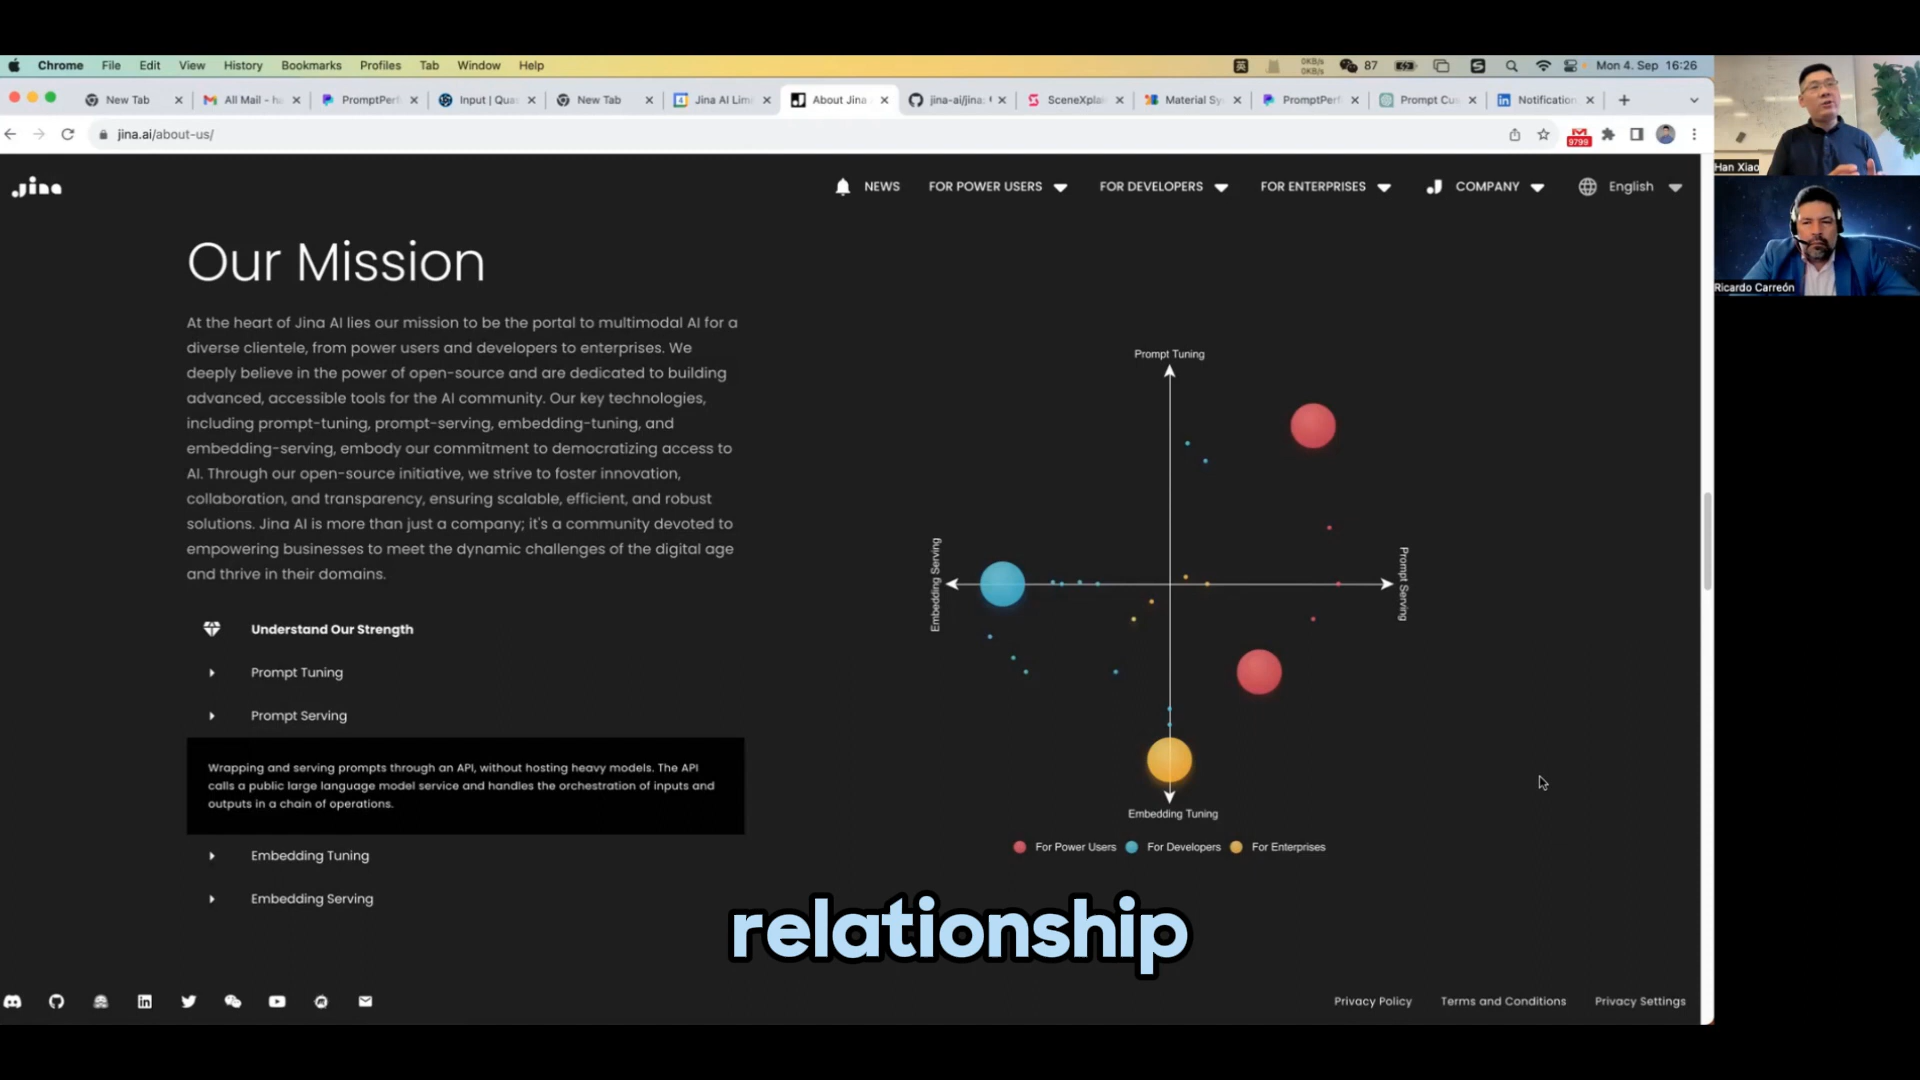 Chrome File Edit View History Bookmarks Profiles Tab Window Help
英 0KB/s 0KB/s 87 Mon 4. Sep 16:26
New Tab All Mail - ha PromptPerf Input | Qua New Tab Jina AI Lim About Jina jina-ai/jina: SceneXplai Material Sy PromptPerf Prompt Cus Notification
jina.ai/about-us/
9799
Jina
NEWS FOR POWER USERS FOR DEVELOPERS FOR ENTERPRISES COMPANY English
Han Xiao
Ricardo Carreón
Our Mission
At the heart of Jina AI lies our mission to be the portal to multimodal AI for a
diverse clientele, from power users and developers to enterprises. We
deeply believe in the power of open-source and are dedicated to building
advanced, accessible tools for the AI community. Our key technologies,
including prompt-tuning, prompt-serving, embedding-tuning, and
embedding-serving, embody our commitment to democratizing access to
AI. Through our open-source initiative, we strive to foster innovation,
collaboration, and transparency, ensuring scalable, efficient, and robust
solutions. Jina AI is more than just a company; it's a community devoted to
empowering businesses to meet the dynamic challenges of the digital age
and thrive in their domains.
Understand Our Strength
Prompt Tuning
Prompt Serving
Wrapping and serving prompts through an API, without hosting heavy models. The API
calls a public large language model service and handles the orchestration of inputs and
outputs in a chain of operations.
Embedding Tuning
Embedding Serving
Prompt Tuning
Embedding Serving
Prompt Serving
Embedding Tuning
For Power Users For Developers For Enterprises
relationship
Privacy Policy Terms and Conditions Privacy Settings